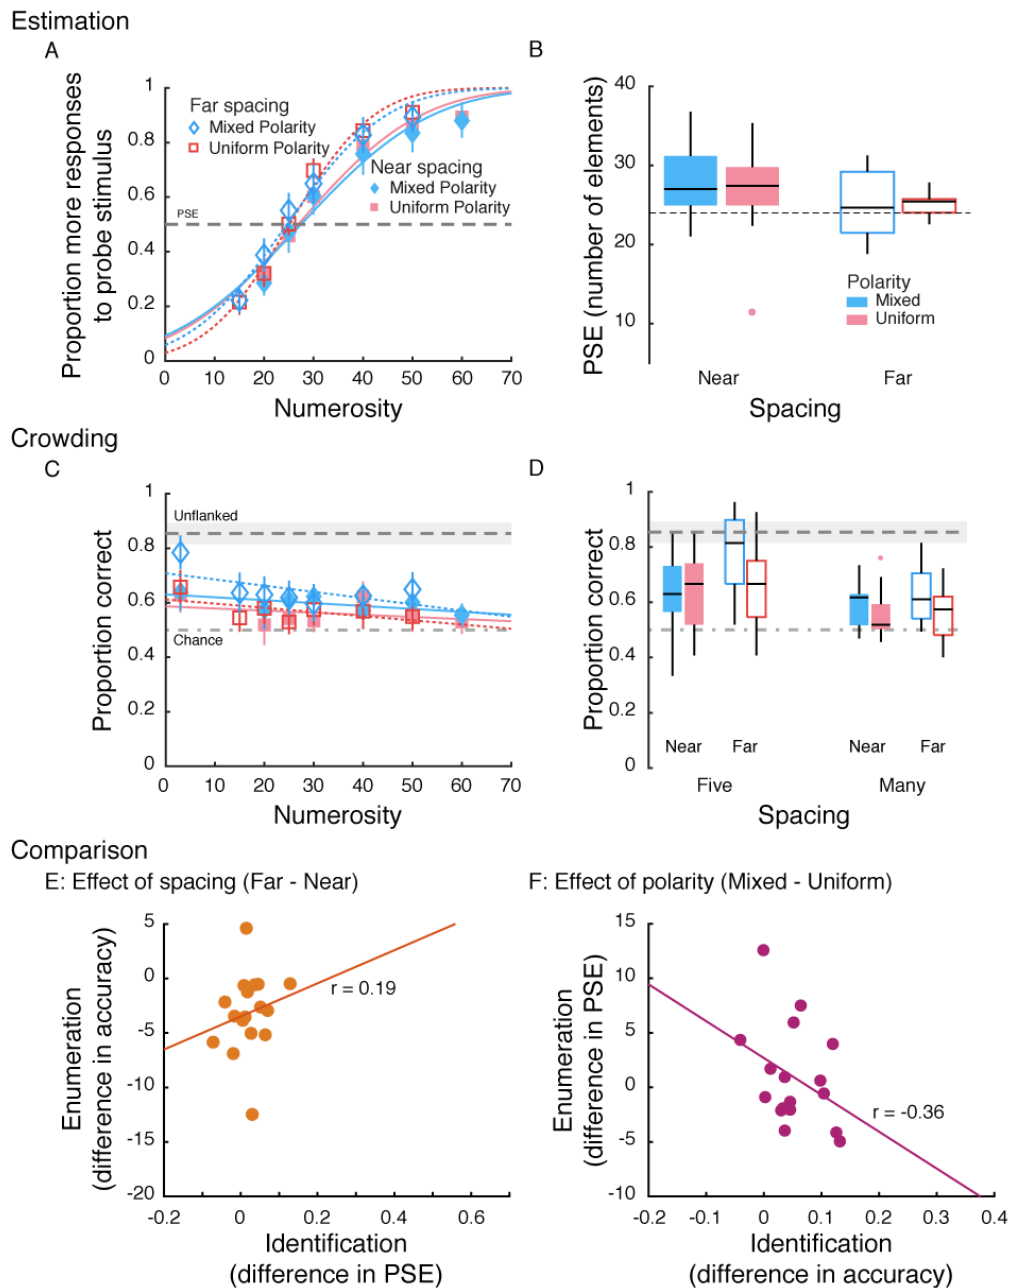 Estimation
A
Proportion more responses
to probe stimulus
1
0.8
0.6
0.4
0.2
0
Far spacing
Mixed Polarity
Uniform Polarity
Near spacing
Mixed Polarity
Uniform Polarity
PSE
0 10 20 30 40 50 60 70
Numerosity
B
PSE (number of elements)
40
30
20
10
Polarity
Mixed
Uniform
Near Far
Spacing
Crowding
C
Proportion correct
1
0.8
0.6
0.4
0.2
0
Unflanked
Chance
0 10 20 30 40 50 60 70
Numerosity
D
Proportion correct
1
0.8
0.6
0.4
0.2
0
Near Far Near Far
Five Many
Spacing
Comparison
E: Effect of spacing (Far - Near)
Enumeration
(difference in accuracy)
5
0
-5
-10
-15
-20
r = 0.19
-0.2 0 0.2 0.4 0.6
Identification
(difference in PSE)
F: Effect of polarity (Mixed - Uniform)
Enumeration
(difference in PSE)
15
10
5
0
-5
-10
r = -0.36
-0.2 0.1 0 0.1 0.2 0.3 0.4
Identification
(difference in accuracy)